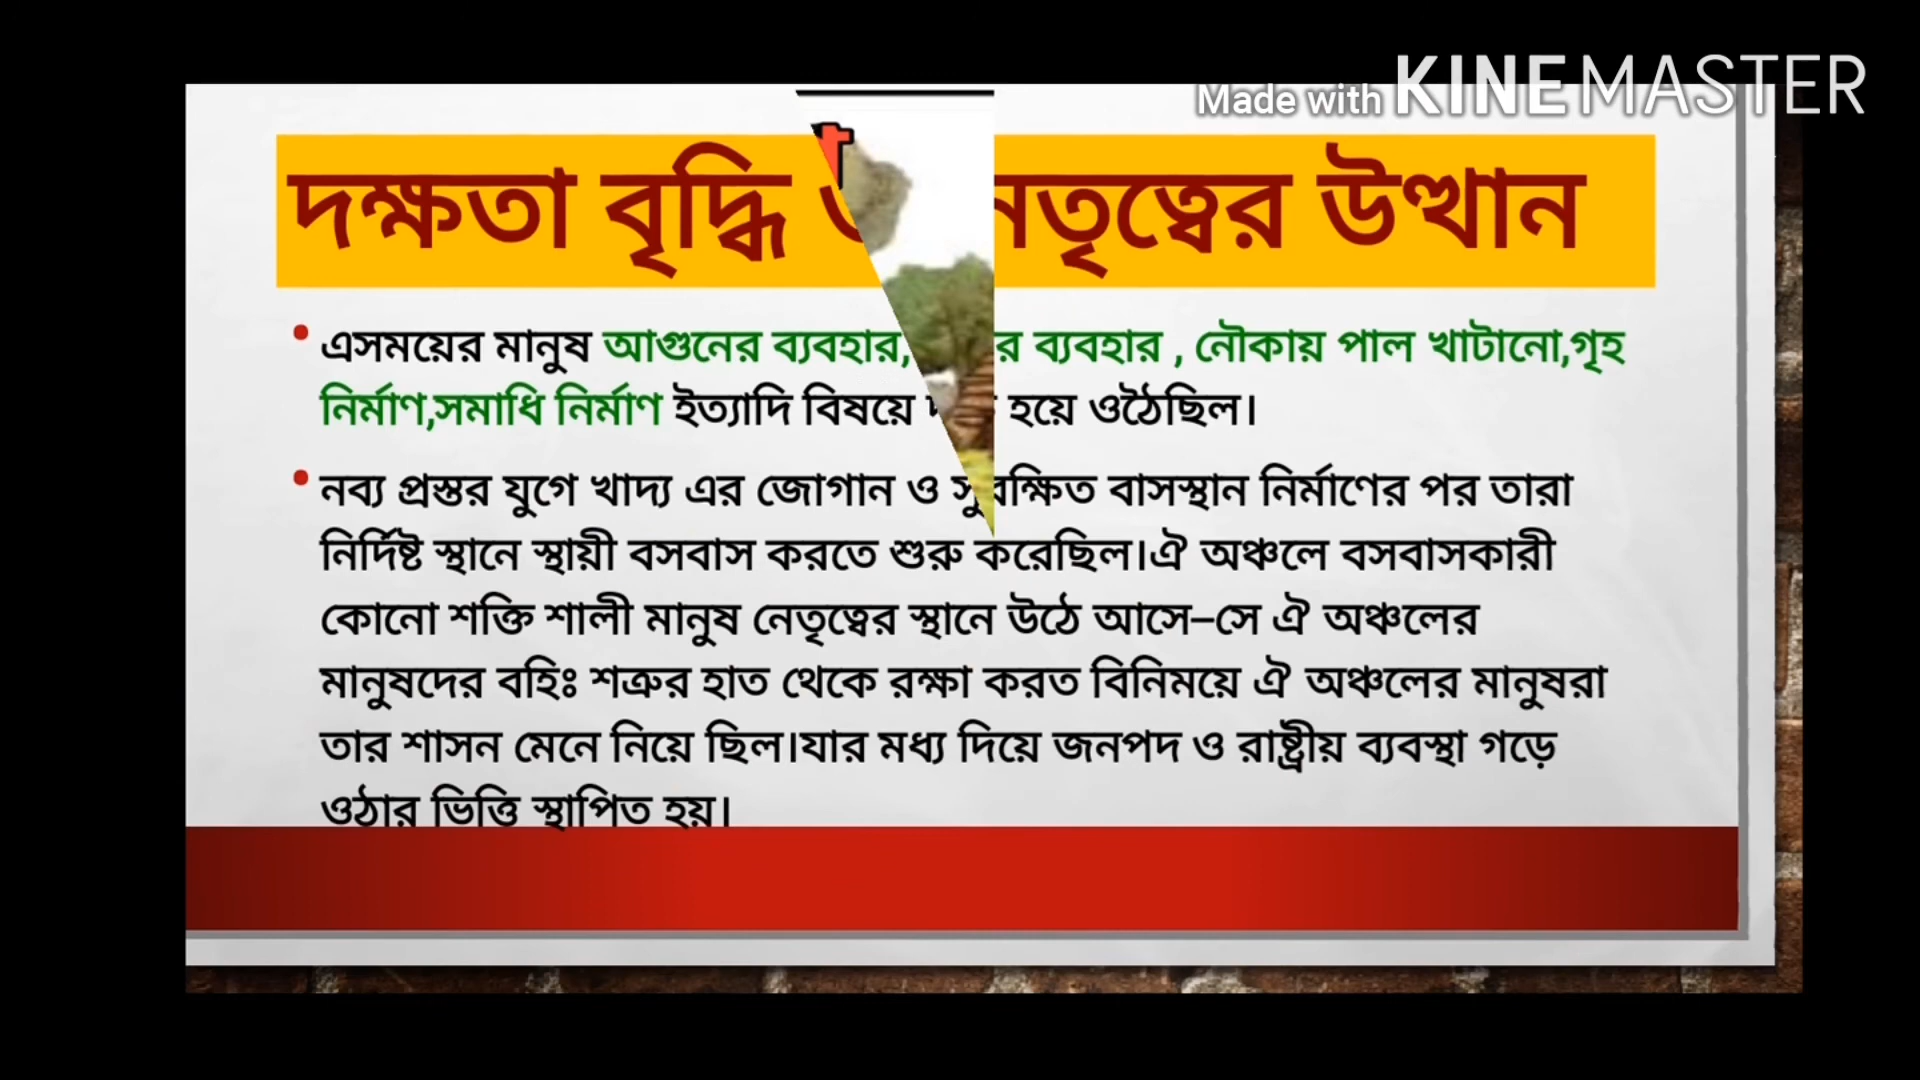 Made with KINEMASTER
দক্ষতা বৃদ্ধি উত্থান
এসময়ের মানুষ আগুনের ব্যবহার, ব্যবহার , নৌকায় পাল খাটানো,গৃহ
নির্মাণ,সমাধি নির্মাণ ইত্যাদি বিষয়ে হয়ে ওঠৈছিল।
নব্য প্রস্তর যুগে খাদ্য এর জোগান ও সুরক্ষিত বাসস্থান নির্মাণের পর তারা
নির্দিষ্ট স্থানে স্থায়ী বসবাস করতে শুরু করেছিল।ঐ অঞ্চলে বসবাসকারী
কোনো শক্তি শালী মানুষ নেতৃত্বের স্থানে উঠে আসে–সে ঐ অঞ্চলের
মানুষদের বহিঃ শত্রুর হাত থেকে রক্ষা করত বিনিময়ে ঐ অঞ্চলের মানুষরা
তার শাসন মেনে নিয়ে ছিল।যার মধ্য দিয়ে জনপদ ও রাষ্ট্রীয় ব্যবস্থা গড়ে
ওঠার ভিত্তি স্থাপিত হয়।